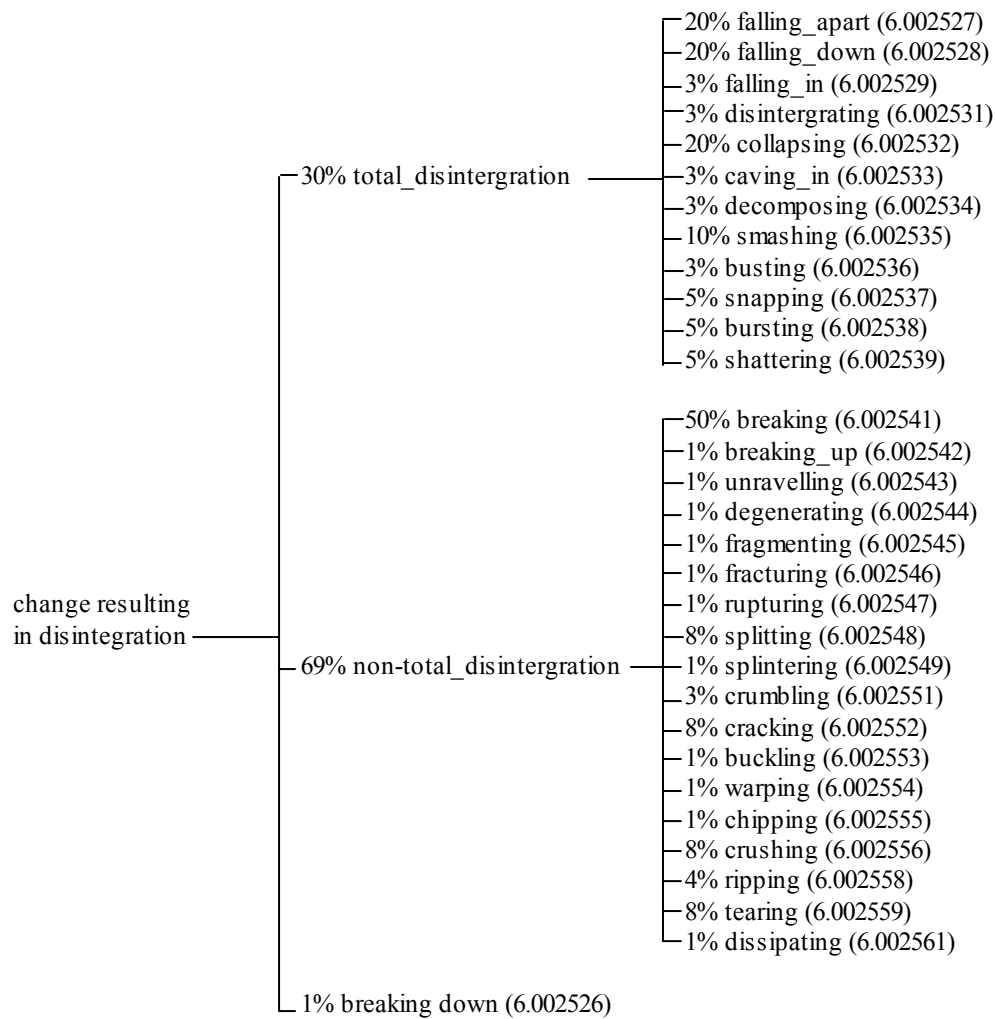 change resulting
in disintegration
30% total_disintergration
20% falling_apart (6.002527)
20% falling_down (6.002528)
3% falling_in (6.002529)
3% disintergrating (6.002531)
20% collapsing (6.002532)
3% caving_in (6.002533)
3% decomposing (6.002534)
10% smashing (6.002535)
3% busting (6.002536)
5% snapping (6.002537)
5% bursting (6.002538)
5% shattering (6.002539)
69% non-total_disintergration
50% breaking (6.002541)
1% breaking_up (6.002542)
1% unravelling (6.002543)
1% degenerating (6.002544)
1% fragmenting (6.002545)
1% fracturing (6.002546)
1% rupturing (6.002547)
8% splitting (6.002548)
1% splintering (6.002549)
3% crumbling (6.002551)
8% cracking (6.002552)
1% buckling (6.002553)
1% warping (6.002554)
1% chipping (6.002555)
8% crushing (6.002556)
4% ripping (6.002558)
8% tearing (6.002559)
1% dissipating (6.002561)
1% breaking down (6.002526)